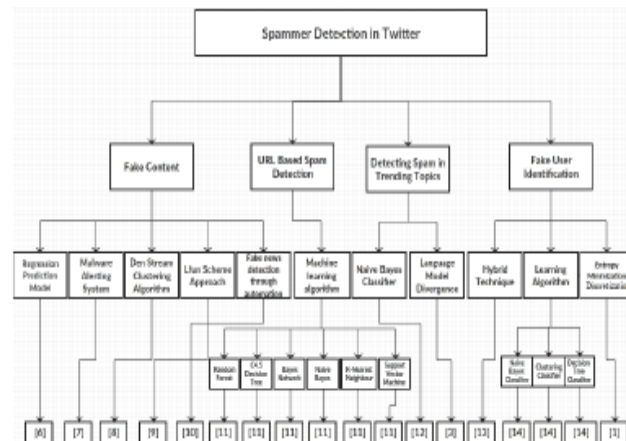 Spammer Detection in Twitter
Fake Content
URL Based Spam
Detection
Detecting Spam in
Trending Topics
Fake User
Identification
Regression
Prediction
Model
Malware
Alerting
System
Den Stream
Clustering
Algorithm
Lfun Scheme
Approach
Fake news
detection
through
automation
Machine
learning
algorithm
Naive Bayes
Classifier
Language
Model
Divergence
Hybrid
Technique
Learning
Algorithm
Entropy
Minimization
Discretization
Random
Forest
C4.5
Decision
Tree
Bayes
Network
Naive
Bayes
K-Nearest
Neighbour
Support
Vector
Machine
Naive
Bayes
Classifier
Clustering
Classifier
Decision
Tree
Classifier
[6]
[7]
[8]
[9]
[10]
[11]
[11]
[11]
[11]
[11]
[11]
[12]
[2]
[13]
[14]
[14]
[14]
[1]